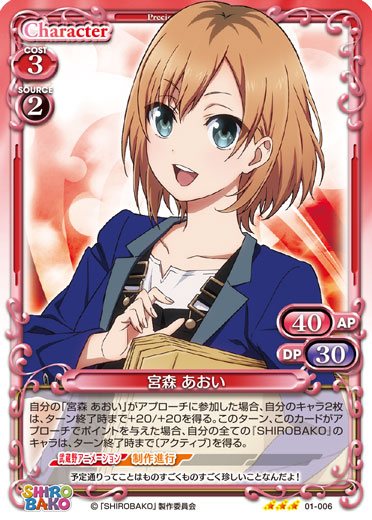 Precio
Character
COST
3
SOURCE
2
40 AP
DP 30
宮森 あおい
自分の「宮森 あおい」がアプローチに参加した場合、自分のキャラ2枚
は、ターン終了時まで+20/+20を得る。このターン、このカードがア
プローチでポイントを与えた場合、自分の全ての『SHIROBAKO』の
キャラは、ターン終了時まで〔アクティブ〕を得る。
武蔵野アニメーション 制作進行
予定通りってことはものすごくものすごく珍しいことなんだよ!
SHIRO BAKO
©「SHIROBAKO」製作委員会 ★★★ 01-006